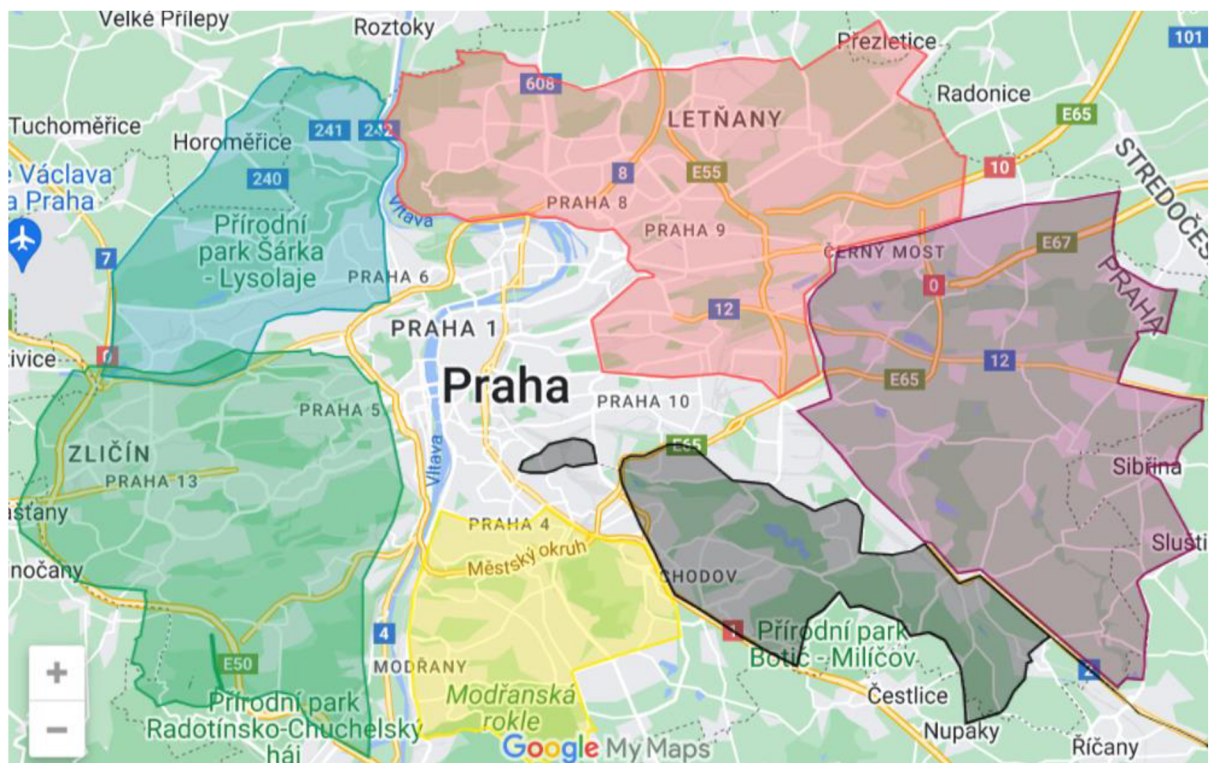 Velké Přílepy
Roztoky
Přezletice
101
608
Radonice
LETŇANY
E65
Tuchoměřice
241
242
Horoměřice
10
STŘEDOČES
8
E55
240
Václava
a Praha
Vltava
PRAHA 8
Přírodní
park Šárka
- Lysolaje
PRAHA 9
7
ČERNÝ MOST
E67
PRAHA 6
PRAHA
0
12
PRAHA 1
0
12
E65
Praha
PRAHA 10
PRAHA 5
Vltava
E65
ZLIČÍN
Sibřina
PRAHA 13
PRAHA 4
Městský okruh
Slušti
CHODOV
4
1
Přírodní park
Botič - Milíčov
E50
MODŘANY
2
Čestlice
Modřanská
rokle
Přírodní park
Radotínsko-Chuchelský
háj
Nupaky
Google My Maps
Říčany
+
−